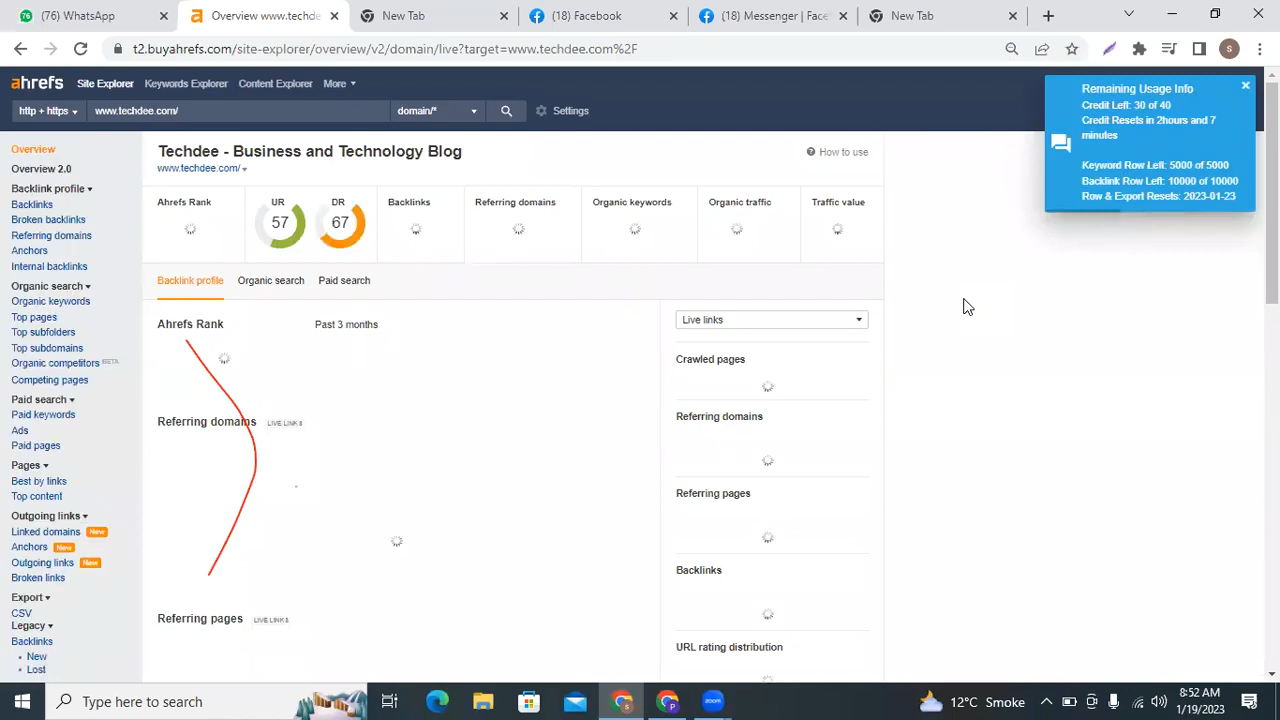 (76) WhatsApp
Overview www.techde
New Tab
(18) Facebook
(18) Messenger | Fac
New Tab
t2.buyahrefs.com/site-explorer/overview/v2/domain/live?target=www.techdee.com%2F
S
ahrefs
Site Explorer
Keywords Explorer
Content Explorer
More
http + https
www.techdee.com/
domain/*
Settings
Remaining Usage Info
Credit Left: 30 of 40
Credit Resets in 2hours and 7
minutes
Keyword Row Left: 5000 of 5000
Backlink Row Left: 10000 of 10000
Row & Export Resets: 2023-01-23
Overview
Overview 2.0
Backlink profile
Backlinks
Broken backlinks
Referring domains
Anchors
Internal backlinks
Organic search
Organic keywords
Top pages
Top subfolders
Top subdomains
Organic competitors BETA
Competing pages
Paid search
Paid keywords
Ads
Paid pages
Pages
Best by links
Top content
Outgoing links
Linked domains New
Anchors New
Outgoing links New
Broken links
Export
CSV
Legacy
Backlinks
New
Lost
Techdee - Business and Technology Blog
www.techdee.com/
How to use
Ahrefs Rank
UR
57
DR
67
Backlinks
Referring domains
Organic keywords
Organic traffic
Traffic value
Backlink profile
Organic search
Paid search
Ahrefs Rank
Past 3 months
Referring domains LIVE LINKS
Referring pages LIVE LINKS
Live links
Crawled pages
Referring domains
Referring pages
Backlinks
URL rating distribution
Type here to search
S
P
zoom
12°C Smoke
8:52 AM
1/19/2023